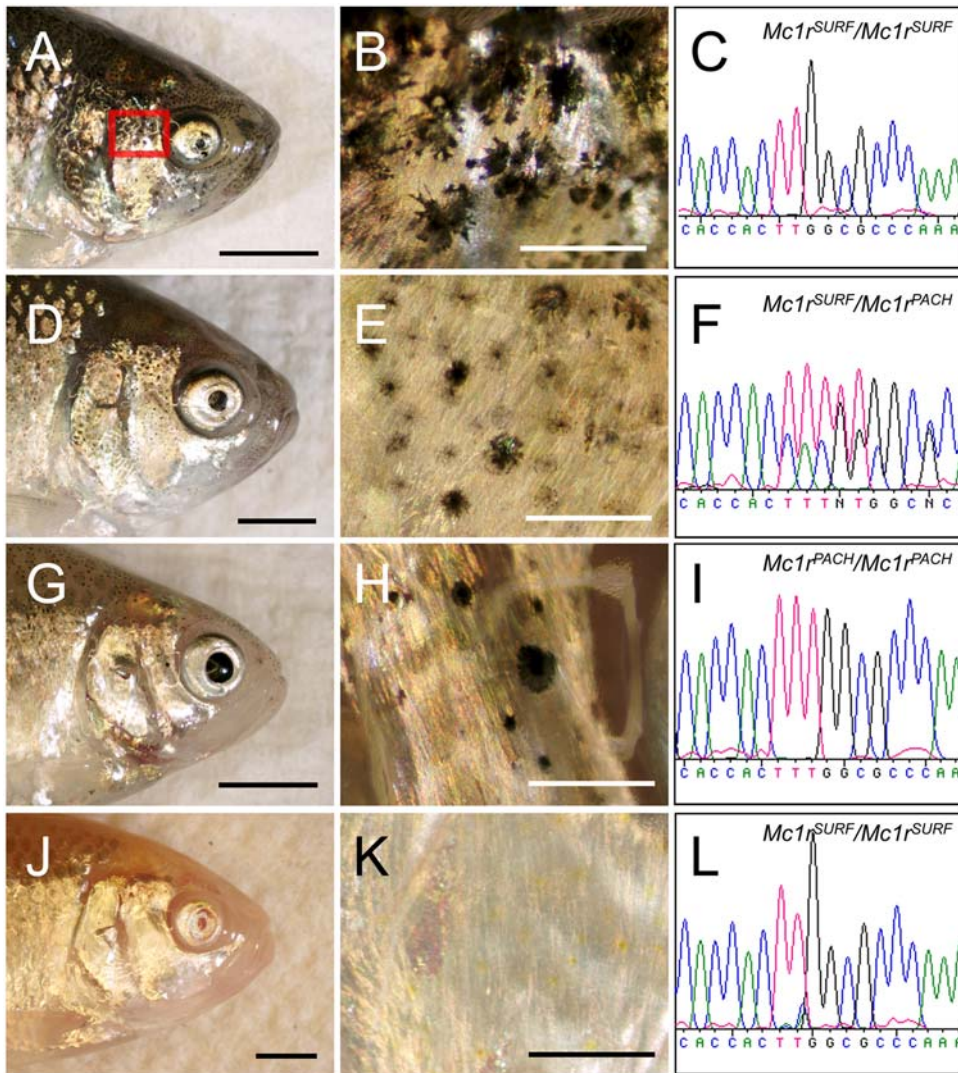 A
B
C
Mc1r^SURF/Mc1r^SURF
CACCACTTGGCGCCCAAA
D
E
F
Mc1r^SURF/Mc1r^PACH
CACCACTTTNTGGCNC
G
H
I
Mc1r^PACH/Mc1r^PACH
CACCACTTTGGCGCCCAA
J
K
L
Mc1r^SURF/Mc1r^SURF
CACCACTTGGCGCCCAAA